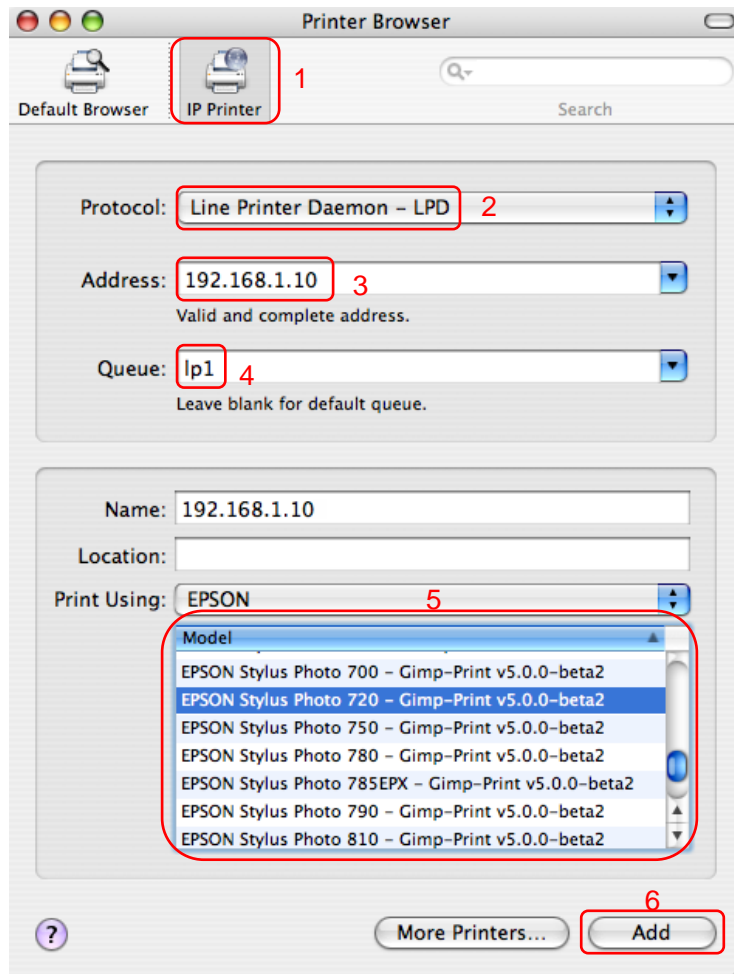 Printer Browser
Default Browser
IP Printer
1
Search
Protocol: Line Printer Daemon – LPD 2
Address: 192.168.1.10 3
Valid and complete address.
Queue: lp1 4
Leave blank for default queue.
Name: 192.168.1.10
Location:
Print Using: EPSON 5
Model
EPSON Stylus Photo 700 – Gimp-Print v5.0.0-beta2
EPSON Stylus Photo 720 – Gimp-Print v5.0.0-beta2
EPSON Stylus Photo 750 – Gimp-Print v5.0.0-beta2
EPSON Stylus Photo 780 – Gimp-Print v5.0.0-beta2
EPSON Stylus Photo 785EPX – Gimp-Print v5.0.0-beta2
EPSON Stylus Photo 790 – Gimp-Print v5.0.0-beta2
EPSON Stylus Photo 810 – Gimp-Print v5.0.0-beta2
6
? More Printers... Add